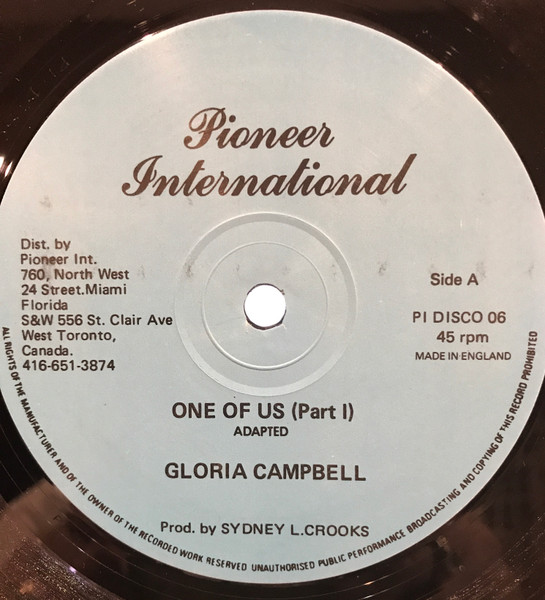 Pioneer
International
Dist. by
Pioneer Int.
760, North West
24 Street.Miami
Florida
S&W 556 St. Clair Ave
West Toronto,
Canada.
416-651-3874
Side A
PI DISCO 06
45 rpm
MADE IN ENGLAND
ONE OF US (Part I)
ADAPTED
GLORIA CAMPBELL
Prod. by SYDNEY L.CROOKS
ALL RIGHTS OF THE MANUFACTURER AND OF THE OWNER OF THE RECORDED WORK RESERVED UNAUTHORISED PUBLIC PERFORMANCE BROADCASTING AND COPYING OF THIS RECORD PROHIBITED